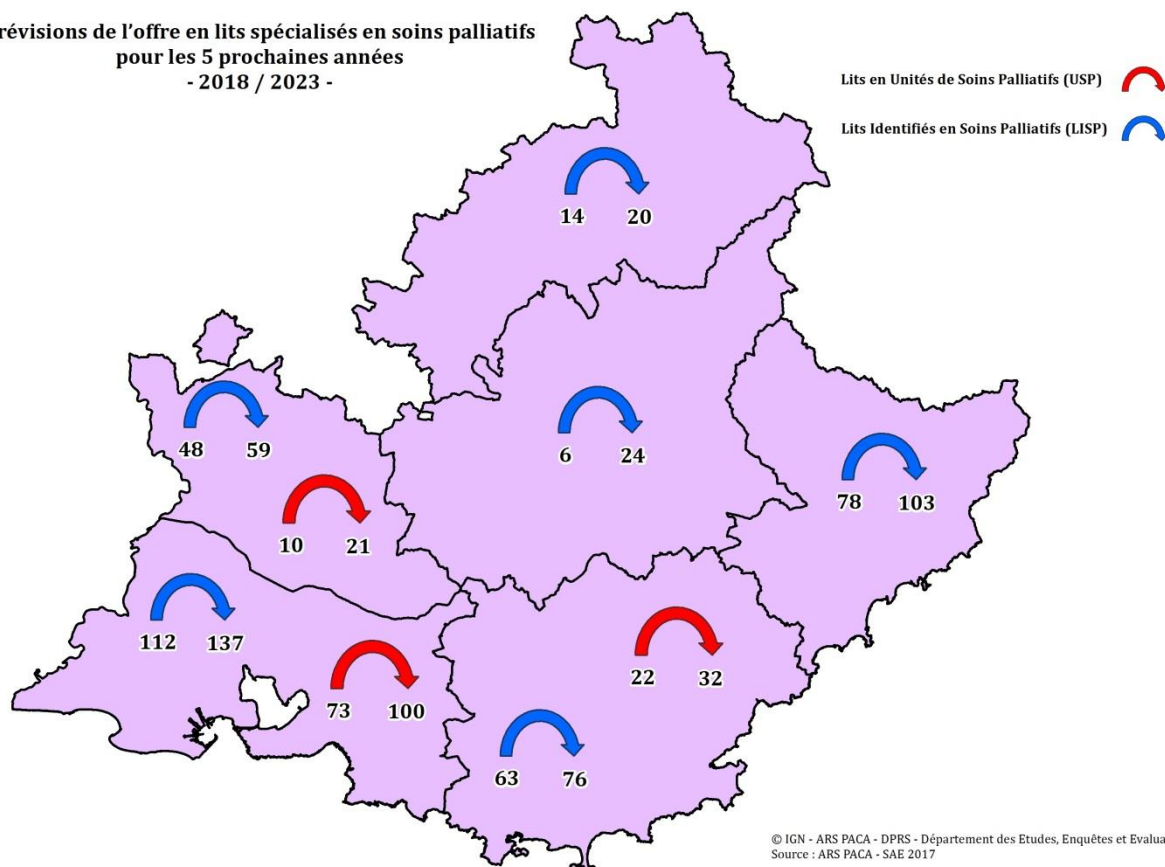 révisions de l’offre en lits spécialisés en soins palliatifs
pour les 5 prochaines années
- 2018 / 2023 -
Lits en Unités de Soins Palliatifs (USP)
Lits Identifiés en Soins Palliatifs (LISP)
14 20
48 59
6 24
78 103
10 21
112 137
22 32
73 100
63 76
© IGN - ARS PACA - DPRS - Département des Etudes, Enquêtes et Evalua
Source : ARS PACA - SAE 2017